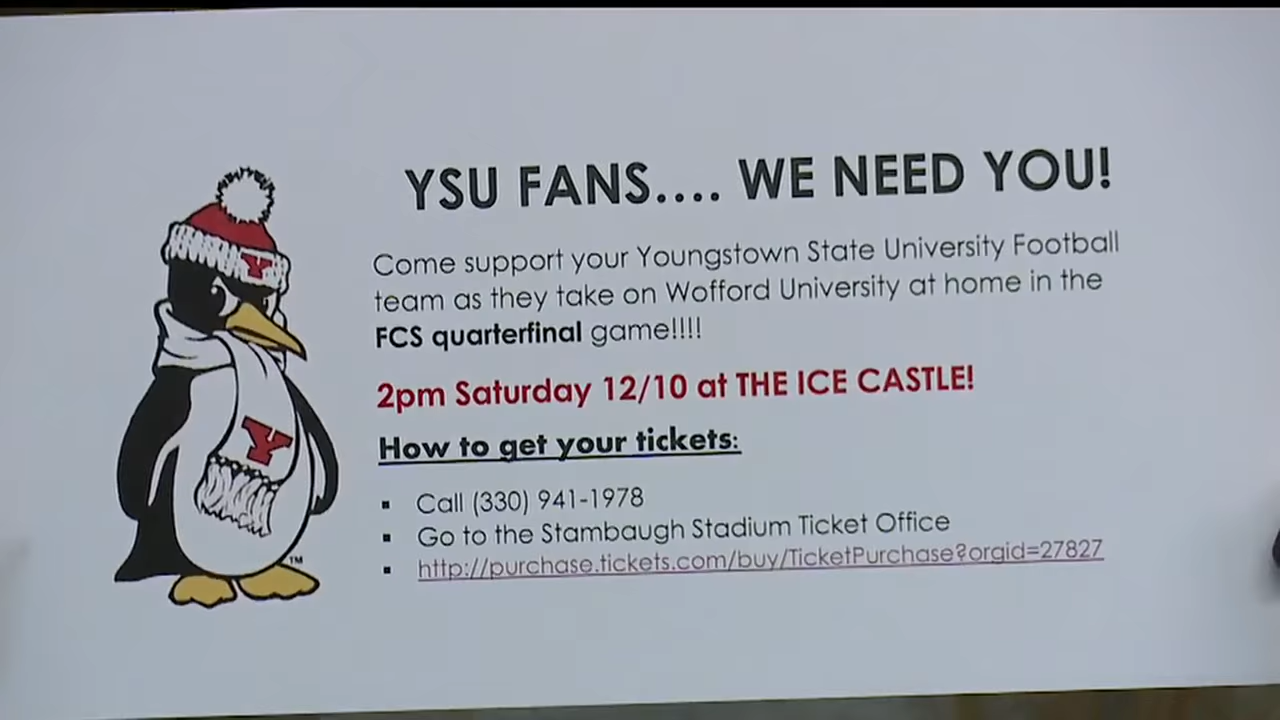 YSU FANS.... WE NEED YOU!
Come support your Youngstown State University Football
team as they take on Wofford University at home in the
FCS quarterfinal game!!!!
2pm Saturday 12/10 at THE ICE CASTLE!
How to get your tickets:
▪ Call (330) 941-1978
▪ Go to the Stambaugh Stadium Ticket Office
▪ http://purchase.tickets.com/buy/TicketPurchase?orgid=27827
Y
Y
TM